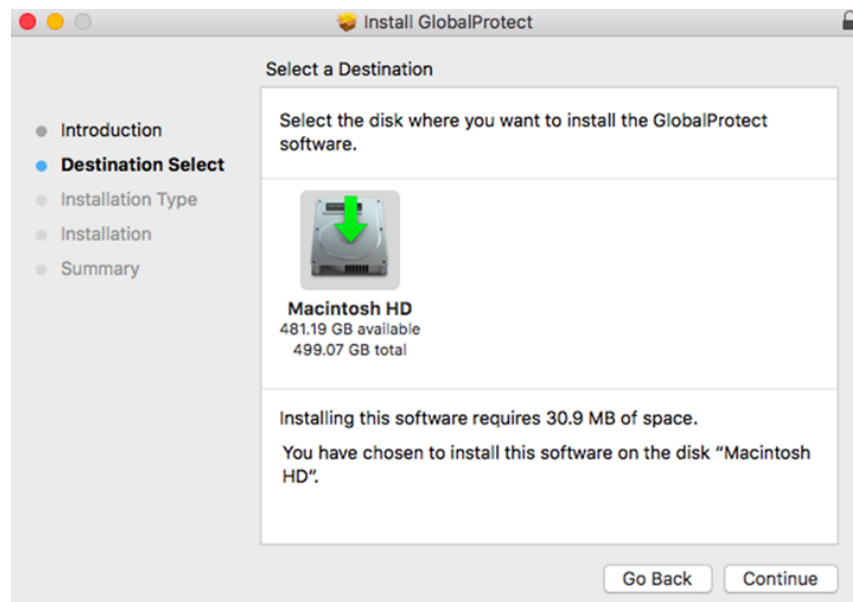 Install GlobalProtect
Select a Destination
Introduction
Destination Select
Installation Type
Installation
Summary
Select the disk where you want to install the GlobalProtect
software.
Macintosh HD
481.19 GB available
499.07 GB total
Installing this software requires 30.9 MB of space.
You have chosen to install this software on the disk “Macintosh
HD”.
Go Back
Continue